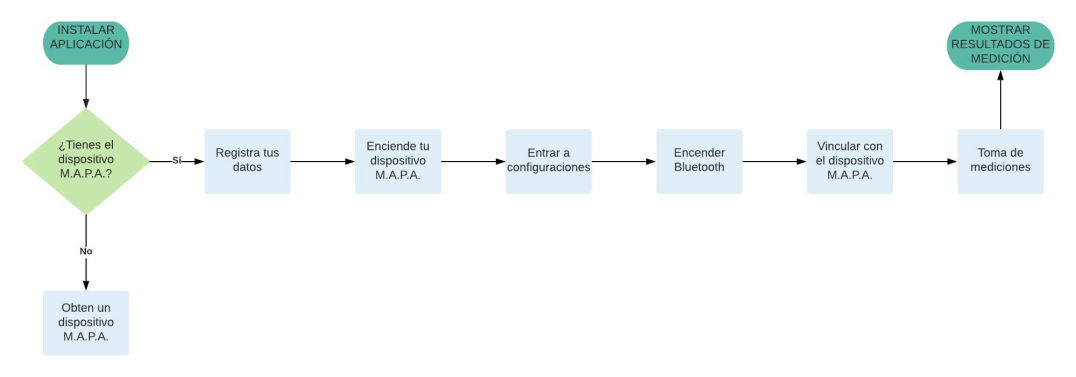 INSTALAR
APLICACIÓN
¿Tienes el
dispositivo
M.A.P.A.?
Sí
Registra tus
datos
Enciende tu
dispositivo
M.A.P.A.
Entrar a
configuraciones
Encender
Bluetooth
Vincular con
el dispositivo
M.A.P.A.
Toma de
mediciones
MOSTRAR
RESULTADOS DE
MEDICIÓN
No
Obten un
dispositivo
M.A.P.A.